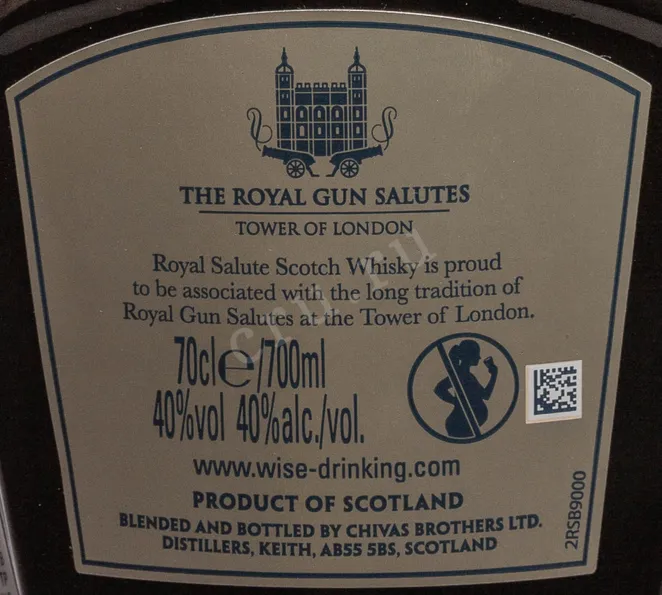 THE ROYAL GUN SALUTES
TOWER OF LONDON
Royal Salute Scotch Whisky is proud
to be associated with the long tradition of
Royal Gun Salutes at the Tower of London.
70cl e/700ml
40%vol 40%alc./vol.
www.wise-drinking.com
PRODUCT OF SCOTLAND
BLENDED AND BOTTLED BY CHIVAS BROTHERS LTD.
DISTILLERS, KEITH, AB55 5BS, SCOTLAND
2RSB9000
cru.ru